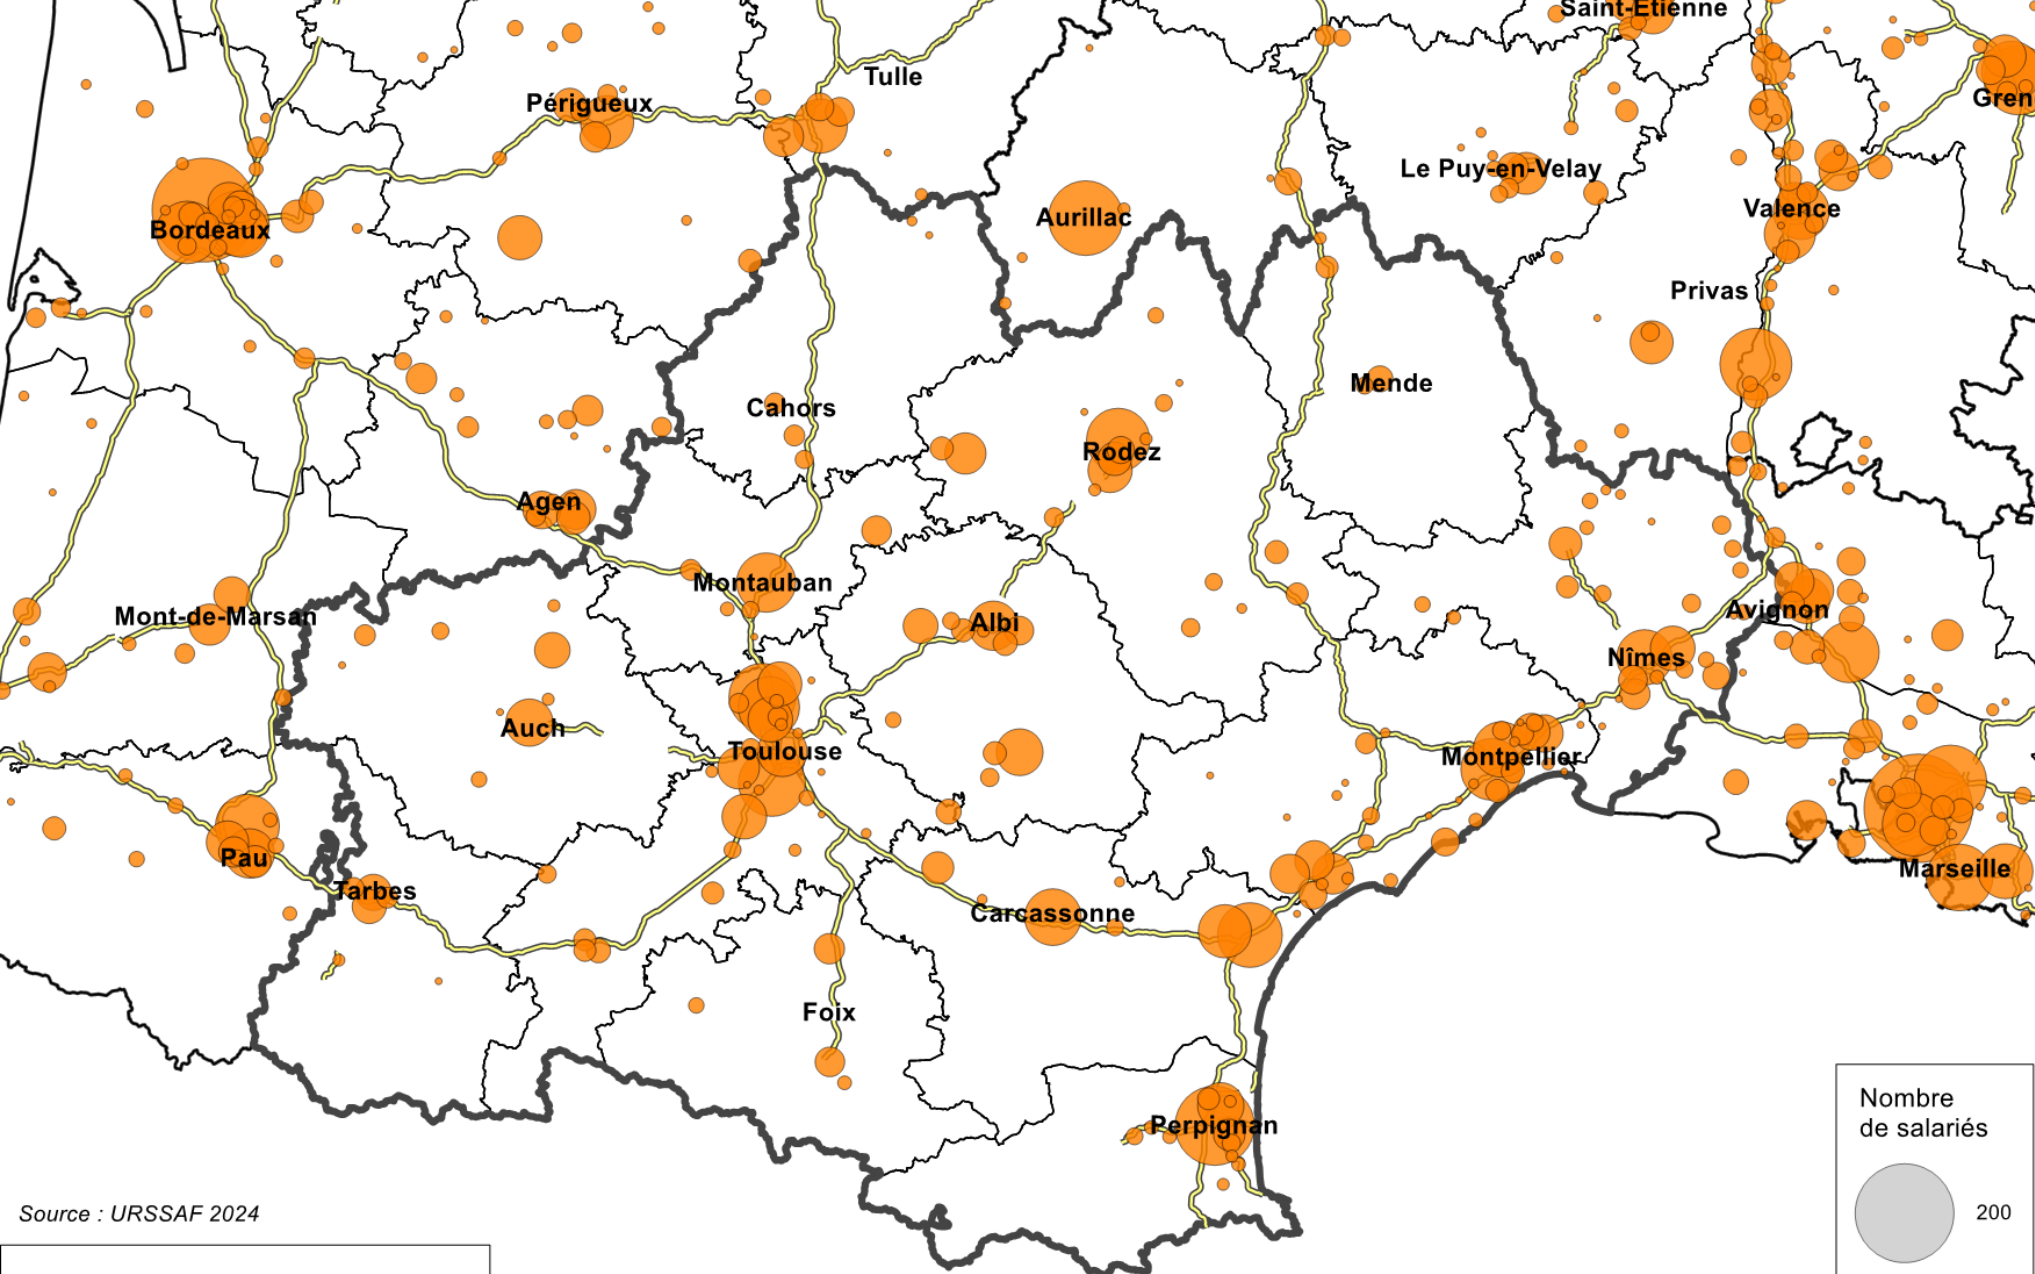 Saint-Etienne
Tulle
Périgueux
Gren
Le Puy-en-Velay
Valence
Aurillac
Bordeaux
Privas
Mende
Cahors
Rodez
Agen
Montauban
Avignon
Mont-de-Marsan
Albi
Nîmes
Auch
Toulouse
Montpellier
Pau
Marseille
Tarbes
Carcassonne
Foix
Perpignan
Nombre
de salariés
200
Source : URSSAF 2024